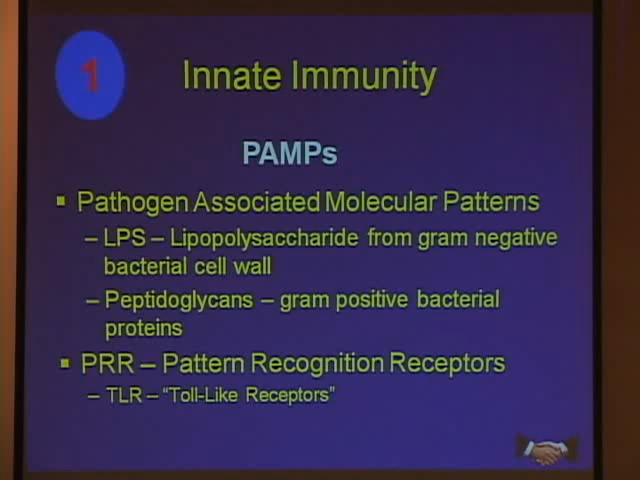 1
Innate Immunity
PAMPs
▪ Pathogen Associated Molecular Patterns
– LPS – Lipopolysaccharide from gram negative
bacterial cell wall
– Peptidoglycans – gram positive bacterial
proteins
▪ PRR – Pattern Recognition Receptors
– TLR – “Toll-Like Receptors”